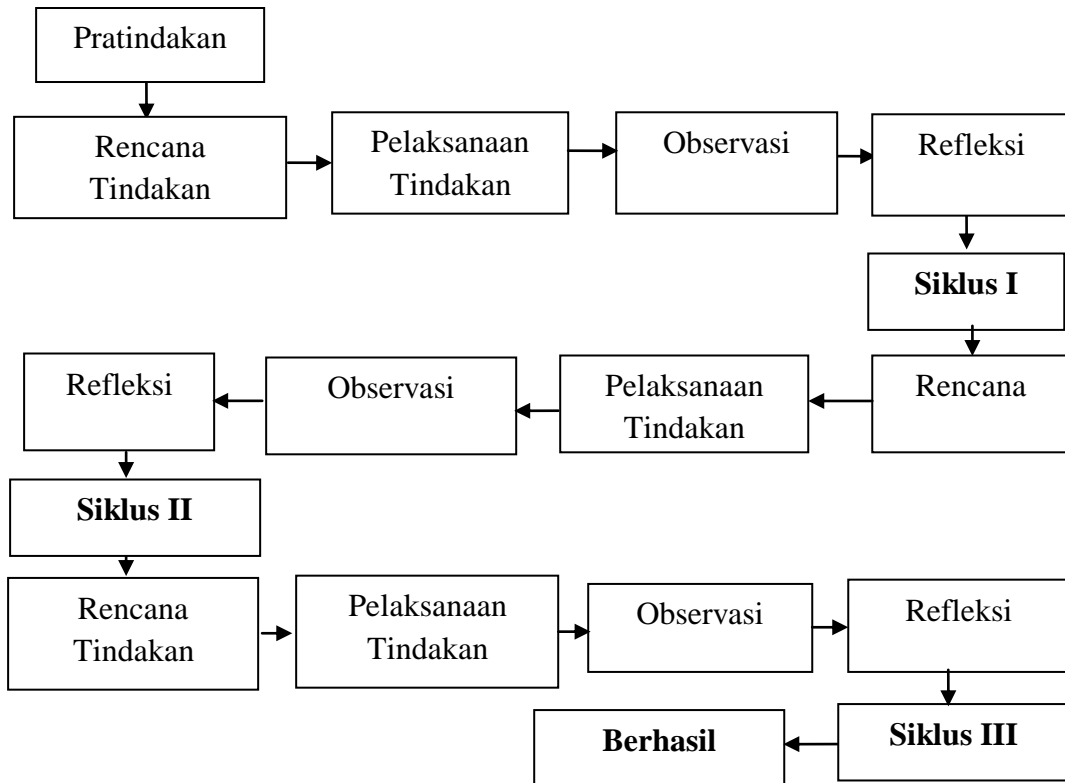 Pratindakan
Rencana
Tindakan
Pelaksanaan
Tindakan
Observasi
Refleksi
Siklus I
Rencana
Pelaksanaan
Tindakan
Observasi
Refleksi
Siklus II
Rencana
Tindakan
Pelaksanaan
Tindakan
Observasi
Refleksi
Siklus III
Berhasil